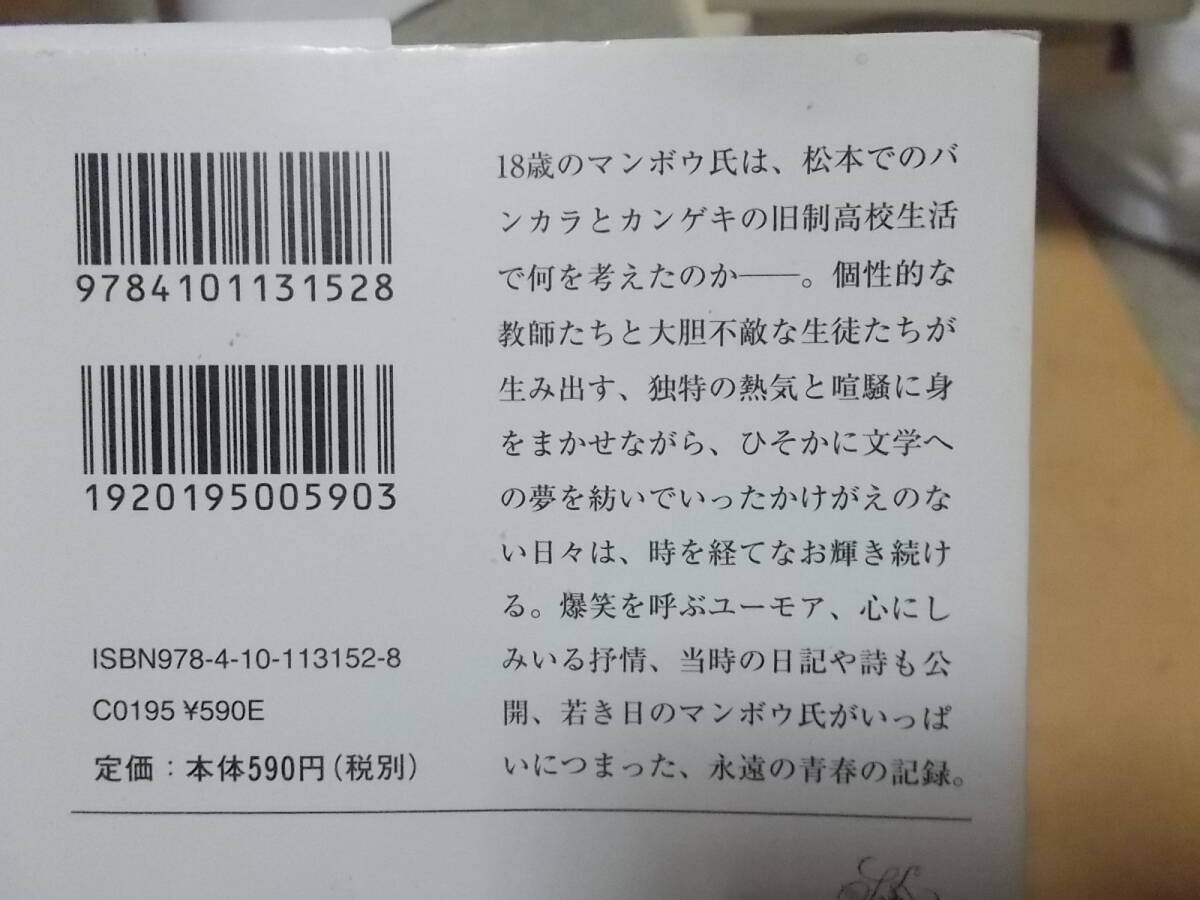 9784101131528
1920195005903
ISBN978-4-10-113152-8
C0195 ¥590E
定価：本体590円(税別)
18歳のマンボウ氏は、松本でのバ
ンカラとカンゲキの旧制高校生活
で何を考えたのか――。個性的な
教師たちと大胆不敵な生徒たちが
生み出す、独特の熱気と喧騒に身
をまかせながら、ひそかに文学へ
の夢を紡いでいったかけがえのな
い日々は、時を経てなお輝き続け
る。爆笑を呼ぶユーモア、心にし
みいる抒情、当時の日記や詩も公
開、若き日のマンボウ氏がいっぱ
いにつまった、永遠の青春の記録。